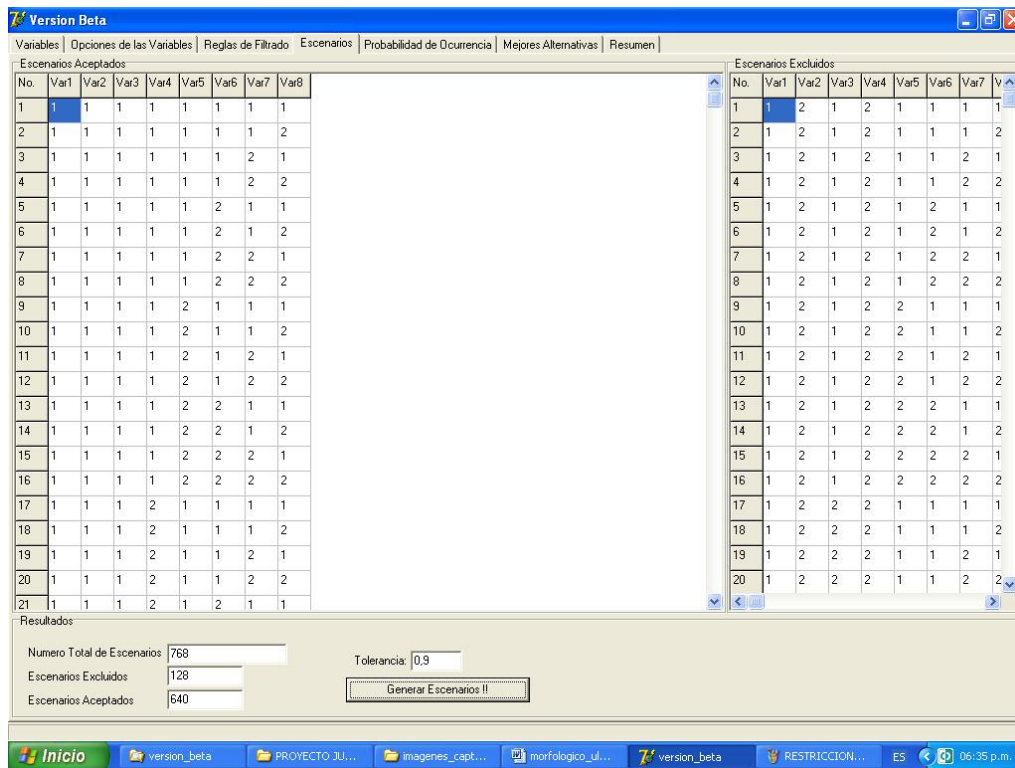 Version Beta
Variables Opciones de las Variables Reglas de Filtrado Escenarios Probabilidad de Ocurrencia Mejores Alternativas Resumen
Escenarios Aceptados
No. Var1 Var2 Var3 Var4 Var5 Var6 Var7 Var8
1 1 1 1 1 1 1 1 1
2 1 1 1 1 1 1 1 2
3 1 1 1 1 1 1 2 1
4 1 1 1 1 1 1 2 2
5 1 1 1 1 1 2 1 1
6 1 1 1 1 1 2 1 2
7 1 1 1 1 1 2 2 1
8 1 1 1 1 1 2 2 2
9 1 1 1 1 2 1 1 1
10 1 1 1 1 2 1 1 2
11 1 1 1 1 2 1 2 1
12 1 1 1 1 2 1 2 2
13 1 1 1 1 2 2 1 1
14 1 1 1 1 2 2 1 2
15 1 1 1 1 2 2 2 1
16 1 1 1 1 2 2 2 2
17 1 1 1 2 1 1 1 1
18 1 1 1 2 1 1 1 2
19 1 1 1 2 1 1 2 1
20 1 1 1 2 1 1 2 2
21 1 1 1 2 1 2 1 1
Escenarios Excluidos
No. Var1 Var2 Var3 Var4 Var5 Var6 Var7 V
1 1 2 1 2 1 1 1 1
2 1 2 1 2 1 1 1 2
3 1 2 1 2 1 1 2 1
4 1 2 1 2 1 1 2 2
5 1 2 1 2 1 2 1 1
6 1 2 1 2 1 2 1 2
7 1 2 1 2 1 2 2 1
8 1 2 1 2 1 2 2 2
9 1 2 1 2 2 1 1 1
10 1 2 1 2 2 1 1 2
11 1 2 1 2 2 1 2 1
12 1 2 1 2 2 1 2 2
13 1 2 1 2 2 2 1 1
14 1 2 1 2 2 2 1 2
15 1 2 1 2 2 2 2 1
16 1 2 1 2 2 2 2 2
17 1 2 2 2 1 1 1 1
18 1 2 2 2 1 1 1 2
19 1 2 2 2 1 1 2 1
20 1 2 2 2 1 1 2 2
Resultados
Numero Total de Escenarios 768
Escenarios Excluidos 128
Escenarios Aceptados 640
Tolerancia: 0,9
Generar Escenarios !!
Inicio version_beta PROYECTO JU... imagenes_capt... morfologico_ul... version_beta RESTRICCION... ES 06:35 p.m.